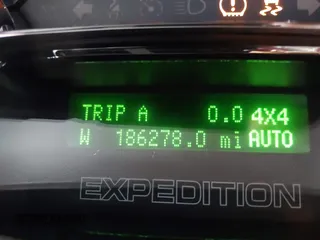 TRIP A 0.0 4X4
W 186278.0 mi AUTO
EXPEDITION